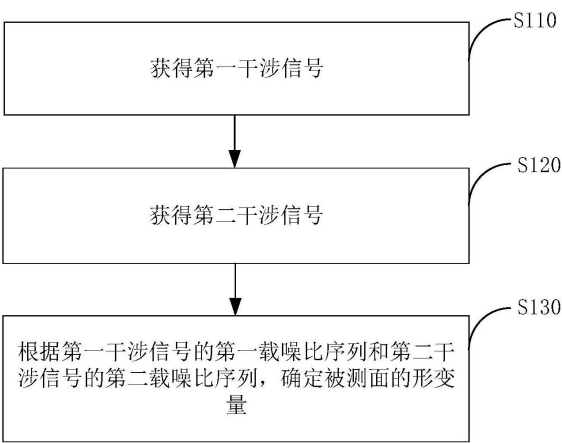 S110
获得第一干涉信号
S120
获得第二干涉信号
S130
根据第一干涉信号的第一载噪比序列和第二干
涉信号的第二载噪比序列，确定被测面的形变
量